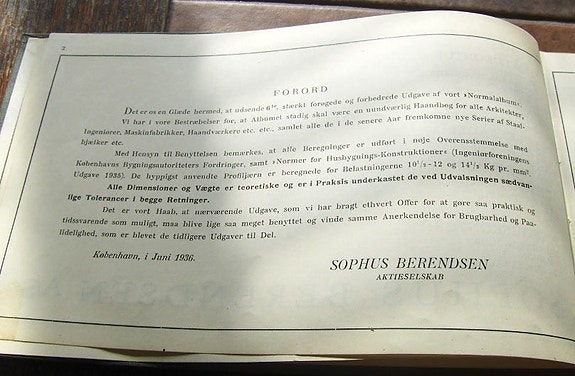 2
FORORD
Det er os en Glæde hermed, at udsende 6te, stærkt forøgede og forbedrede Udgave af vort »Normalalbum«.
Vi har i vore Bestræbelser for, at Albumet stadig skal være en uundværlig Haandbog for alle Arkitekter,
Ingeniører, Maskinfabrikker, Haandværkere etc. etc., samlet alle de i de senere Aar fremkomne nye Serier af Staal-
bjælker etc.
Med Hensyn til Benyttelsen bemærkes, at alle Beregninger er udført i nøje Overensstemmelse med
Københavns Bygningsautoriteters Fordringer, samt »Normer for Husbygnings-Konstruktioner« (Ingeniørforeningens
Udgave 1935). De hyppigst anvendte Profiljærn er beregnede for Belastningerne
Kg pr. mm².
Alle Dimensioner og Vægte er teoretiske og er i Praksis underkastet de ved Udvalsningen sædvan-
lige Tolerancer i begge Retninger.
Det er vort Haab, at nærværende Udgave, som vi har bragt ethvert Offer for at gøre saa praktisk og
tidssvarende som muligt, maa blive lige saa meget benyttet og vinde samme Anerkendelse for Brugbarhed og Paa-
lidelighed, som er blevet de tidligere Udgaver til Del.
København, i Juni 1936.
SOPHUS BERENDSEN
AKTIESELSKAB